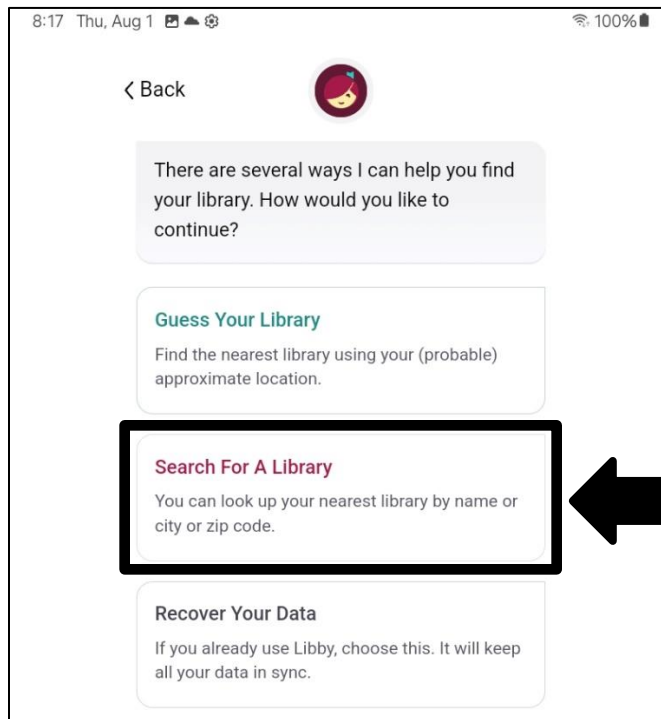 8:17 Thu, Aug 1
100%
Back
There are several ways I can help you find
your library. How would you like to
continue?
Guess Your Library
Find the nearest library using your (probable)
approximate location.
Search For A Library
You can look up your nearest library by name or
city or zip code.
Recover Your Data
If you already use Libby, choose this. It will keep
all your data in sync.